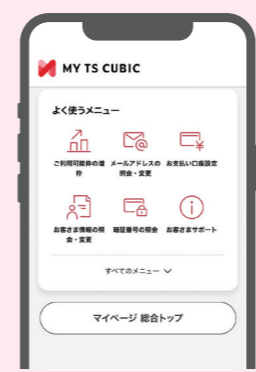 MY TS CUBIC
よく使うメニュー
ご利用可能枠の増
枠
メールアドレスの
照会・変更
お支払い口座設定
お客さま情報の照
会・変更
暗証番号の照会
お客さまサポート
すべてのメニュー
マイページ 総合トップ